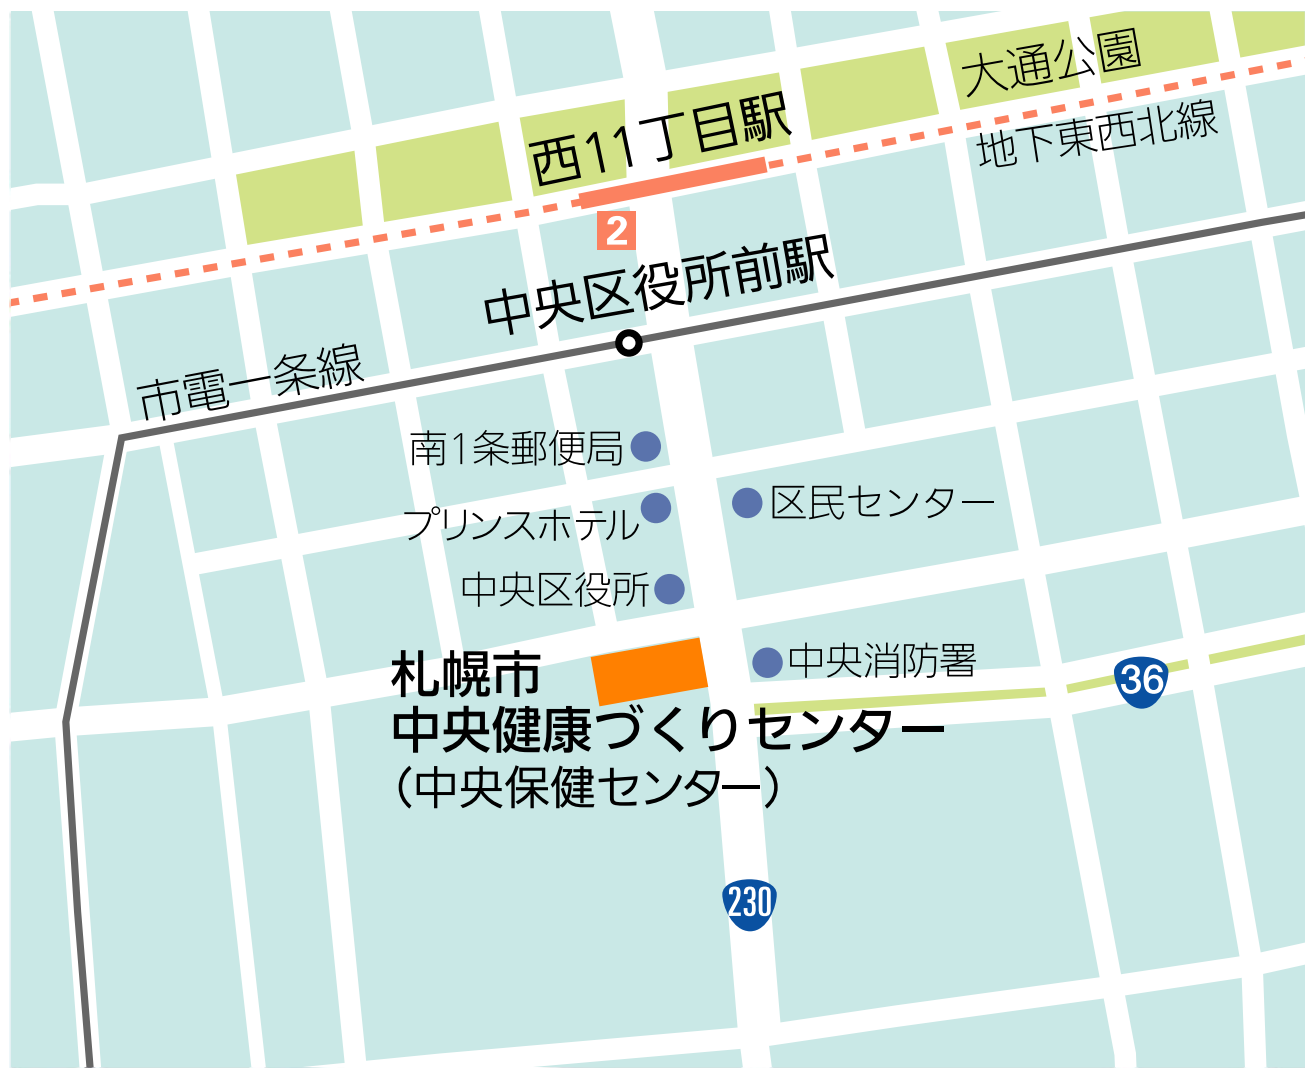 大通公園
西11丁目駅
地下東西北線
2
中央区役所前駅
市電一条線
南1条郵便局
区民センター
プリンスホテル
中央区役所
中央消防署
36
札幌市
中央健康づくりセンター
（中央保健センター）
230